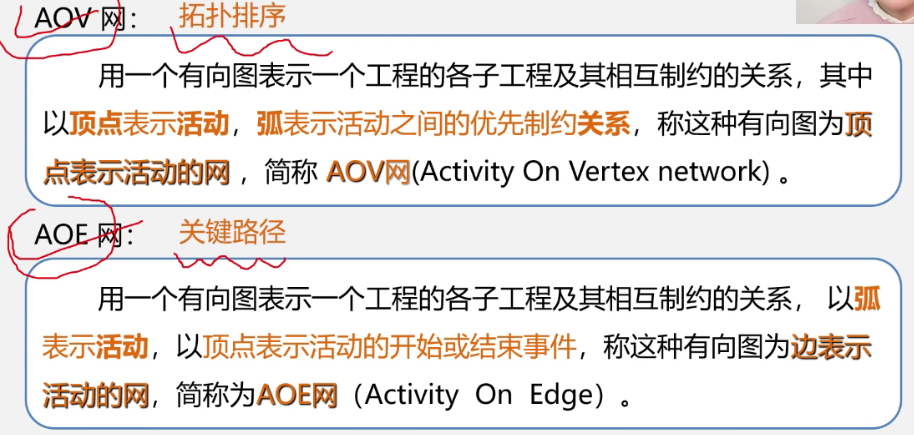 AOV 网： 拓扑排序
用一个有向图表示一个工程的各子工程及其相互制约的关系，其中
以顶点表示活动，弧表示活动之间的优先制约关系，称这种有向图为顶
点表示活动的网 ，简称 AOV网(Activity On Vertex network) 。
AOE 网： 关键路径
用一个有向图表示一个工程的各子工程及其相互制约的关系， 以弧
表示活动，以顶点表示活动的开始或结束事件，称这种有向图为边表示
活动的网，简称为AOE网（Activity On Edge）。